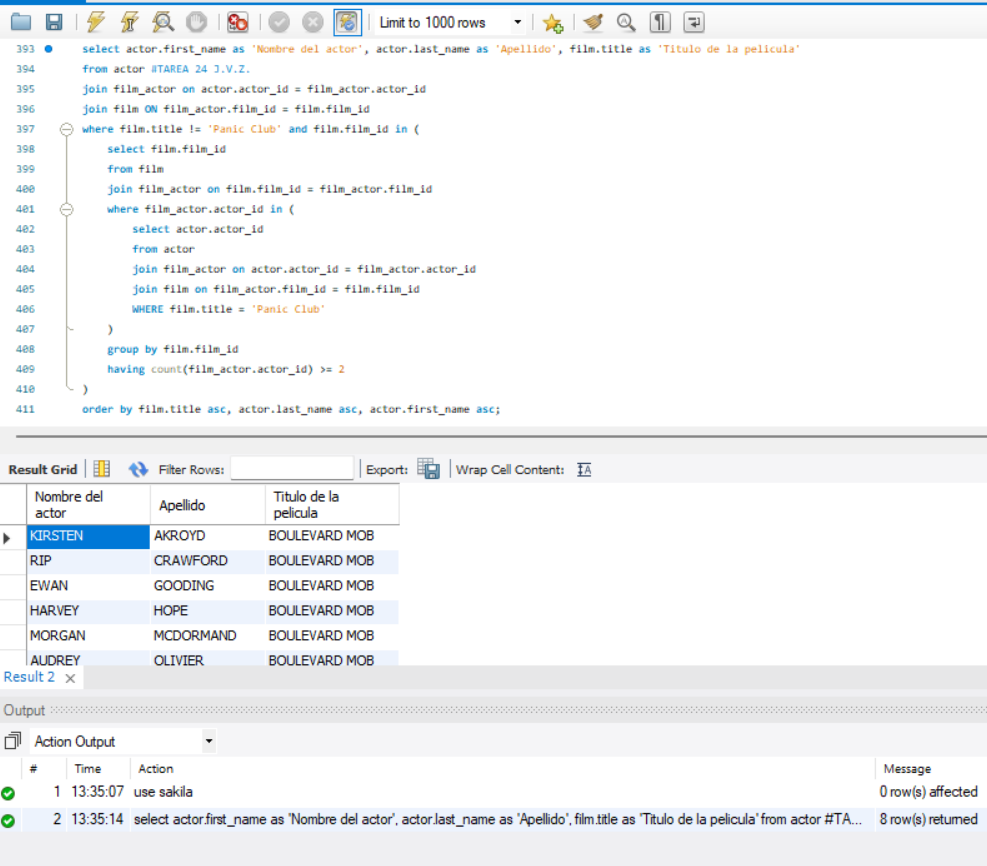 Limit to 1000 rows
393 select actor.first_name as 'Nombre del actor', actor.last_name as 'Apellido', film.title as 'Titulo de la pelicula'
394 from actor #TAREA 24 J.V.Z.
395 join film_actor on actor.actor_id = film_actor.actor_id
396 join film ON film_actor.film_id = film.film_id
397 where film.title != 'Panic Club' and film.film_id in (
398 select film.film_id
399 from film
400 join film_actor on film.film_id = film_actor.film_id
401 where film_actor.actor_id in (
402 select actor.actor_id
403 from actor
404 join film_actor on actor.actor_id = film_actor.actor_id
405 join film on film_actor.film_id = film.film_id
406 WHERE film.title = 'Panic Club'
407 )
408 group by film.film_id
409 having count(film_actor.actor_id) >= 2
410 )
411 order by film.title asc, actor.last_name asc, actor.first_name asc;
Result Grid Filter Rows: Export: Wrap Cell Content: IA
Nombre del actor Apellido Titulo de la pelicula
KIRSTEN AKROYD BOULEVARD MOB
RIP CRAWFORD BOULEVARD MOB
EWAN GOODING BOULEVARD MOB
HARVEY HOPE BOULEVARD MOB
MORGAN MCDORMAND BOULEVARD MOB
AUDREY OLIVIER BOULEVARD MOB
Result 2 ×
Output
Action Output
# Time Action Message
1 13:35:07 use sakila 0 row(s) affected
2 13:35:14 select actor.first_name as 'Nombre del actor', actor.last_name as 'Apellido', film.title as 'Titulo de la pelicula' from actor #TA... 8 row(s) returned